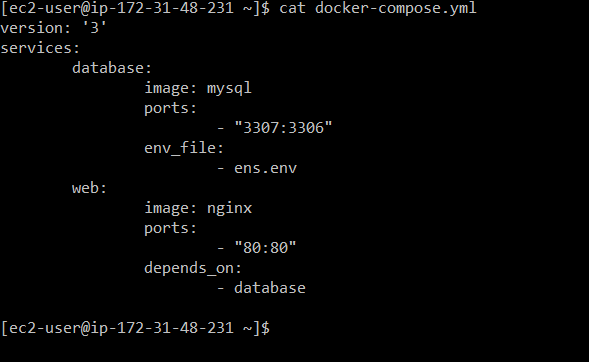 [ec2-user@ip-172-31-48-231 ~]$ cat docker-compose.yml
version: '3'
services:
        database:
                image: mysql
                ports:
                        - "3307:3306"
                env_file:
                        - ens.env
        web:
                image: nginx
                ports:
                        - "80:80"
                depends_on:
                        - database

[ec2-user@ip-172-31-48-231 ~]$